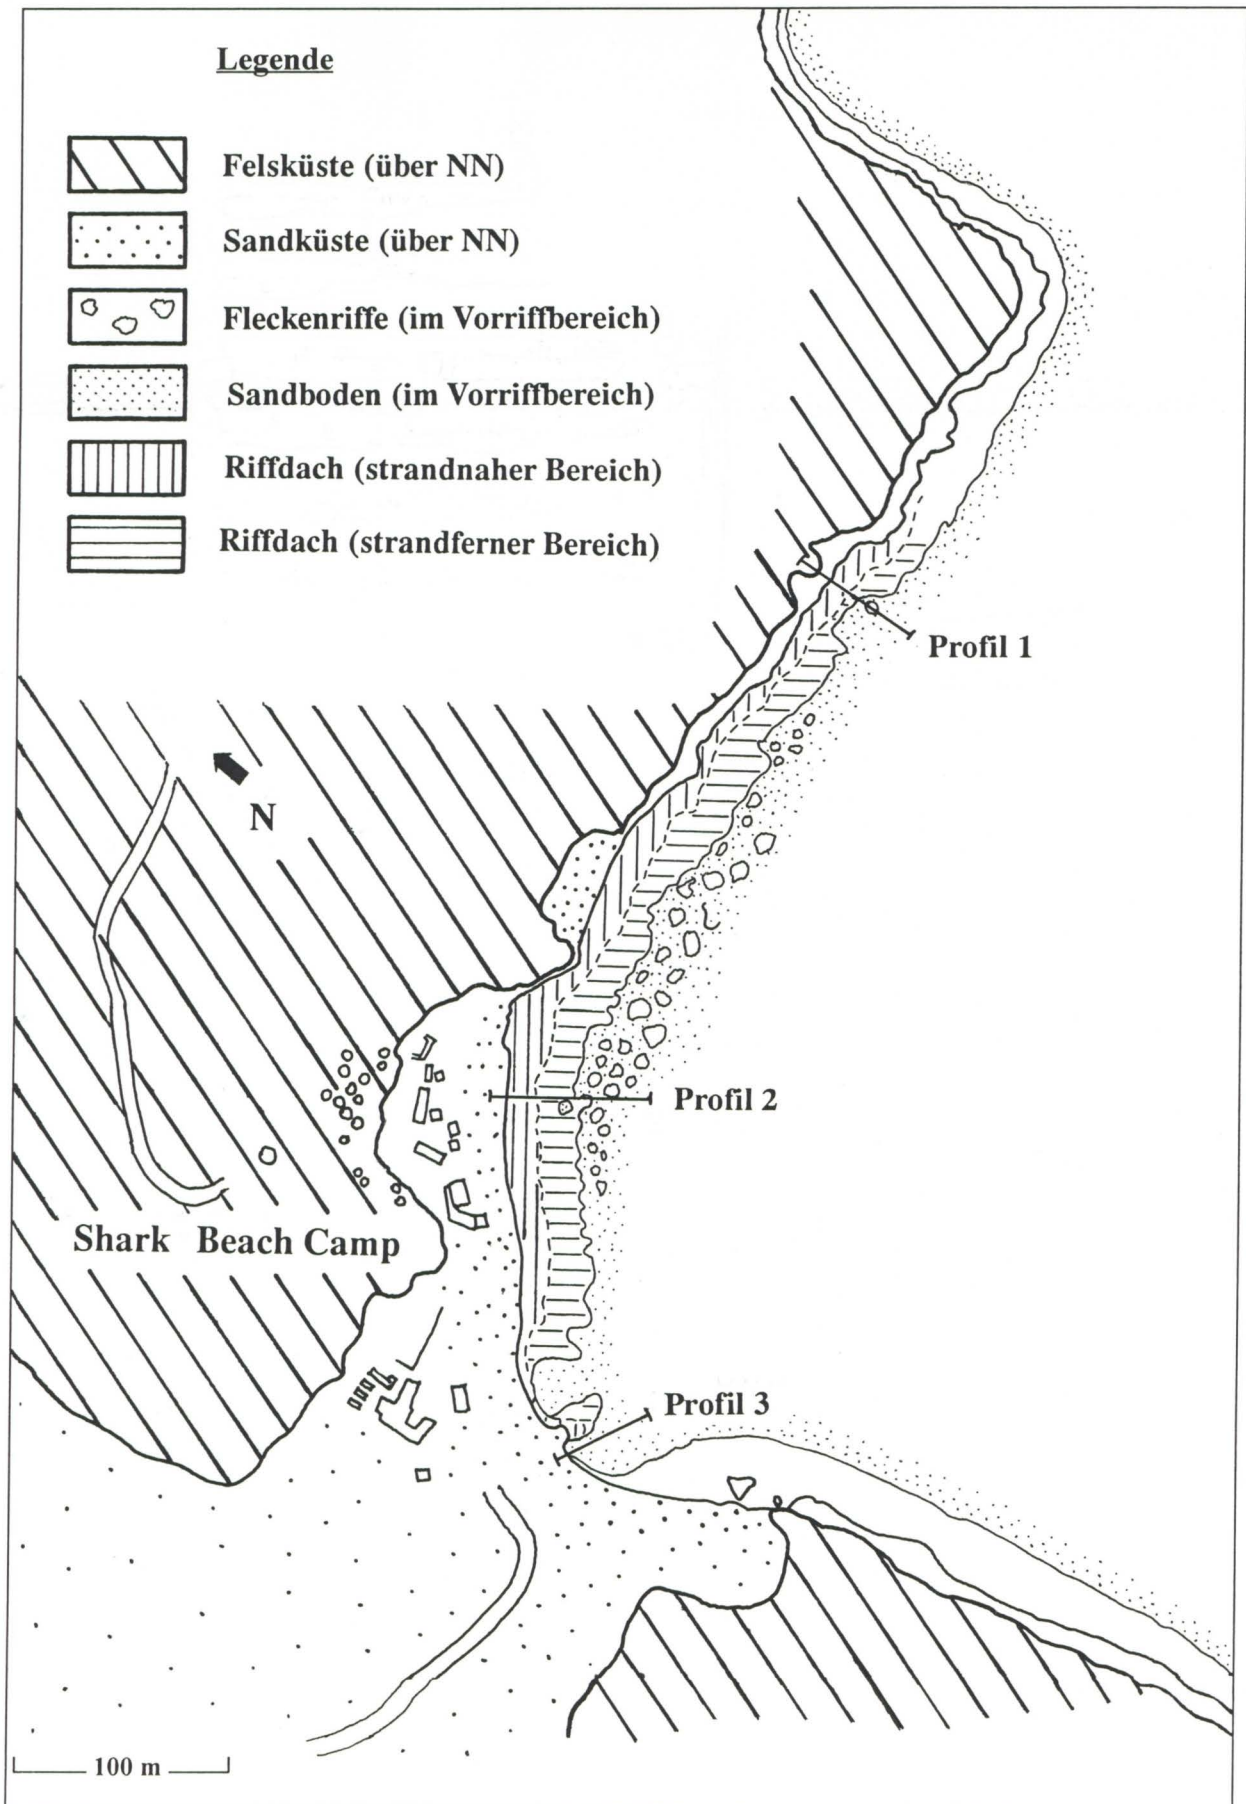 Legende
Felsküste (über NN)
Sandküste (über NN)
Fleckenriffe (im Vorriffbereich)
Sandboden (im Vorriffbereich)
Riffdach (strandnaher Bereich)
Riffdach (strandferner Bereich)
Profil 1
N
Profil 2
Shark Beach Camp
Profil 3
100 m